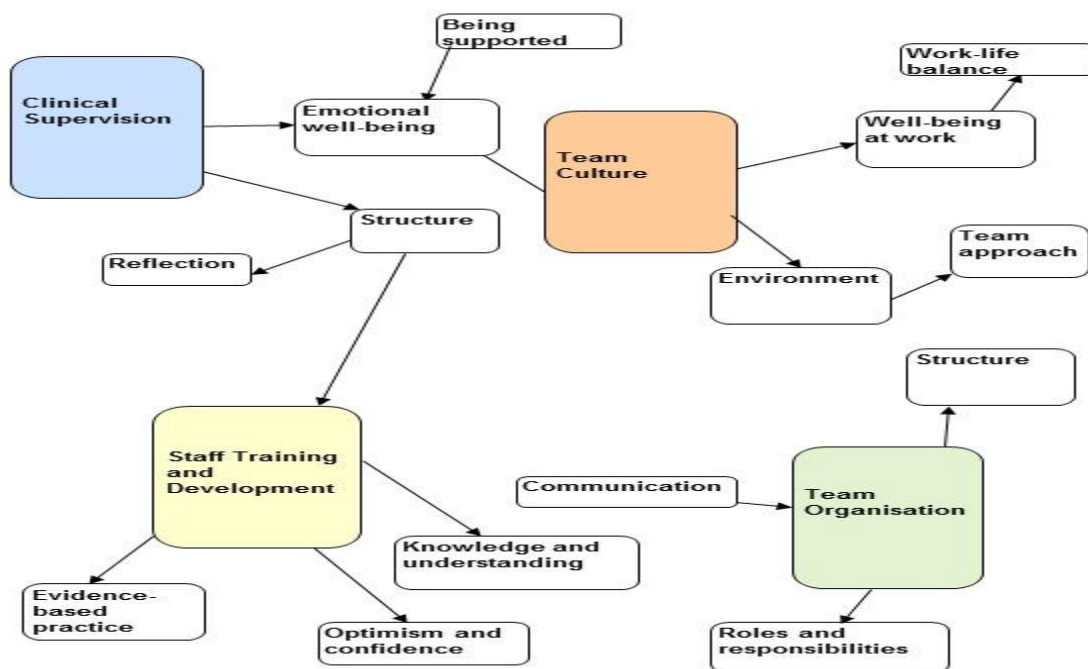 Being
supported
Work-life
balance
Clinical
Supervision
Emotional
well-being
Well-being
at work
Team
Culture
Structure
Team
approach
Reflection
Environment
Structure
Staff Training
and
Development
Communication
Team
Organisation
Knowledge and
understanding
Evidence-
based
practice
Optimism and
confidence
Roles and
responsibilities